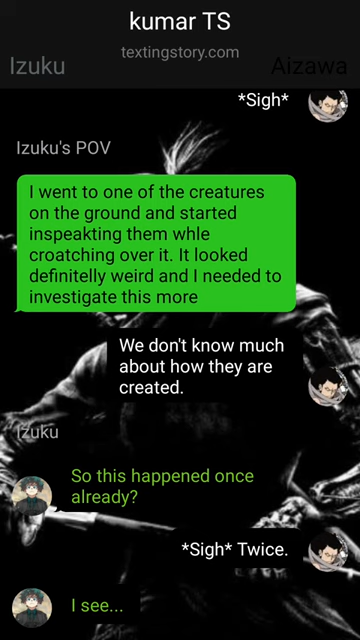 kumar TS
textingstory.com
Izuku
Aizawa
*Sigh*
Izuku's POV
I went to one of the creatures
on the ground and started
inspeakting them whle
croatching over it. It looked
definitelly weird and I needed to
investigate this more
We don't know much
about how they are
created.
Izuku
So this happened once
already?
*Sigh* Twice.
I see...